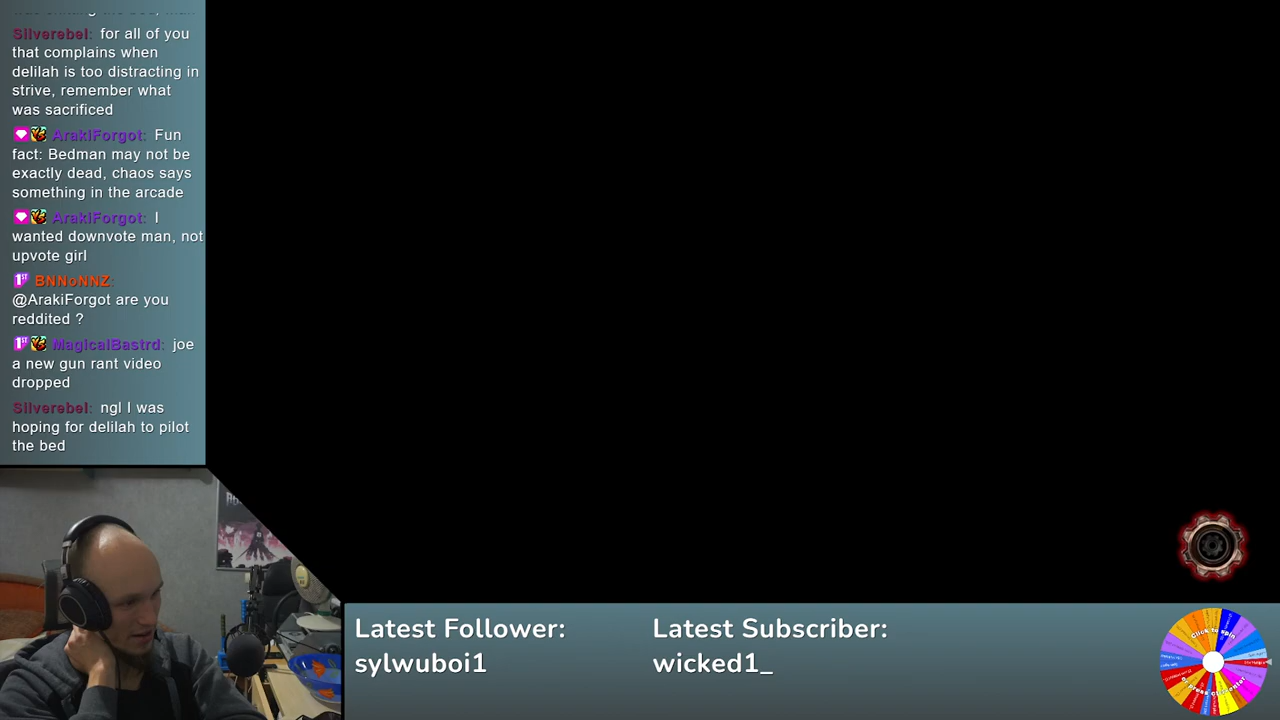 Silverebel: for all of you
that complains when
delilah is too distracting in
strive, remember what
was sacrificed
ArakiForgot: Fun
fact: Bedman may not be
exactly dead, chaos says
something in the arcade
ArakiForgot: I
wanted downvote man, not
upvote girl
BNNoNNZ:
@ArakiForgot are you
reddited ?
MagicalBastrd: joe
a new gun rant video
dropped
Silverebel: ngl I was
hoping for delilah to pilot
the bed
Latest Follower:
sylwuboi1
Latest Subscriber:
wicked1_
Click to spin